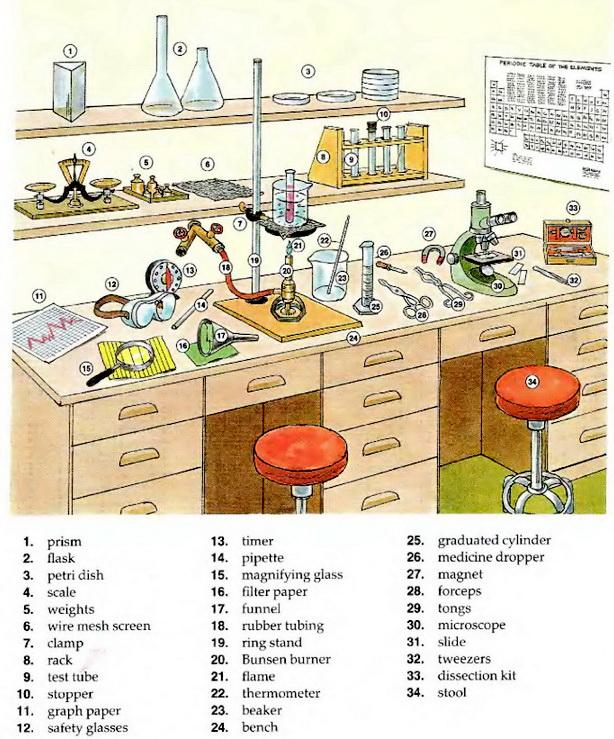 PERIODIC TABLE OF THE ELEMENTS
1
2
3
4
5
6
7
8
9
10
11
12
13
14
15
16
17
18
19
20
21
22
23
24
25
26
27
28
29
30
31
32
33
34
1. prism
2. flask
3. petri dish
4. scale
5. weights
6. wire mesh screen
7. clamp
8. rack
9. test tube
10. stopper
11. graph paper
12. safety glasses
13. timer
14. pipette
15. magnifying glass
16. filter paper
17. funnel
18. rubber tubing
19. ring stand
20. Bunsen burner
21. flame
22. thermometer
23. beaker
24. bench
25. graduated cylinder
26. medicine dropper
27. magnet
28. forceps
29. tongs
30. microscope
31. slide
32. tweezers
33. dissection kit
34. stool